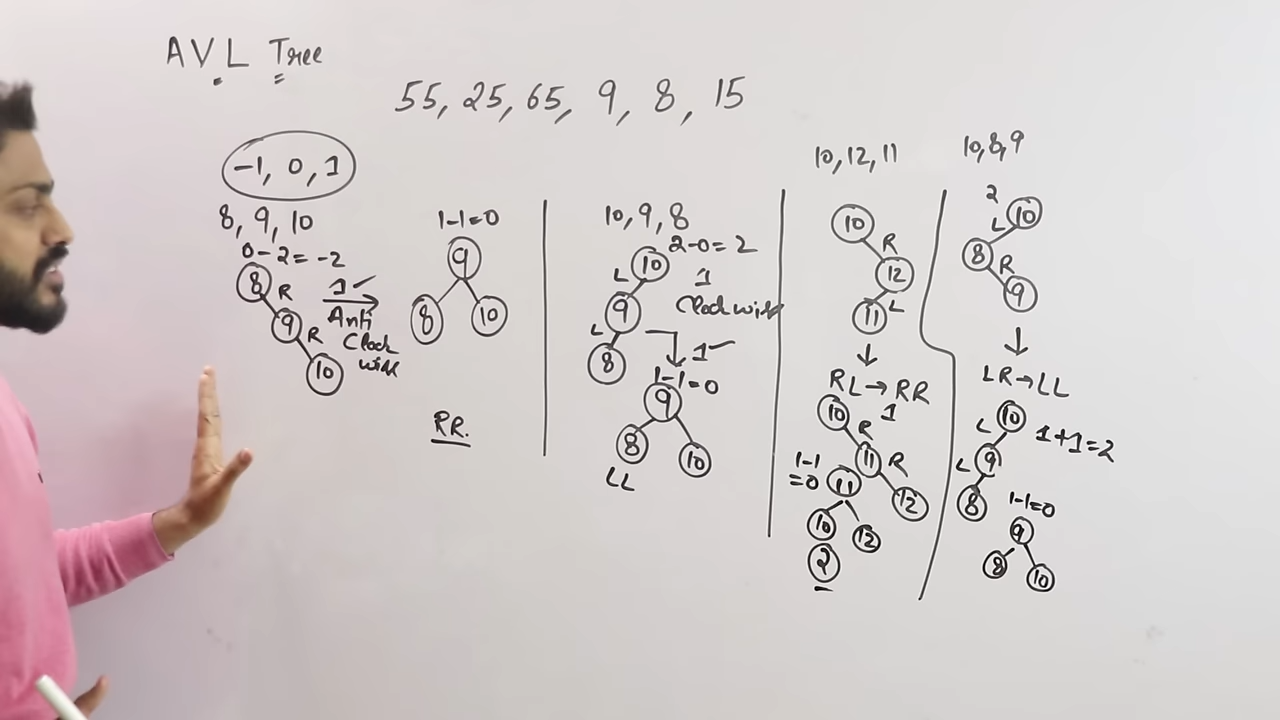 AVL Tree
55, 25, 65, 9, 8, 15
-1, 0, 1
8, 9, 10
0-2=-2
8
R
9
R
10
1
Anti
Clock
wise
1-1=0
9
8 10
RR.
10, 9, 8
2-0=2
10
L
9
L
8
1
Clockwise
1
1-1=0
9
8
10
LL
10, 12, 11
10
R
12
L
11
RL→RR
1
10
R
11
R
12
1-1
=0
11
10 12
2
10, 8, 9
2
10
L
8
R
9
LR→LL
10
L
9
L
8
1+1=2
1-1=0
9
8 10